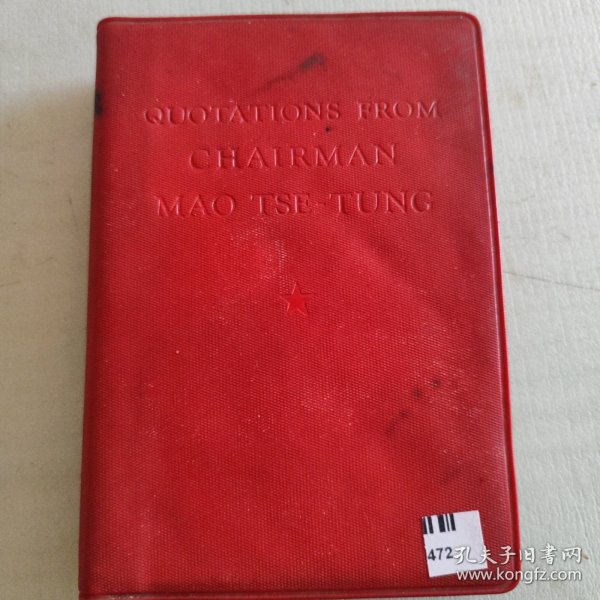 QUOTATIONS FROM
CHAIRMAN
MAO TSE-TUNG
472
孔夫子旧书网
www.kongfz.com